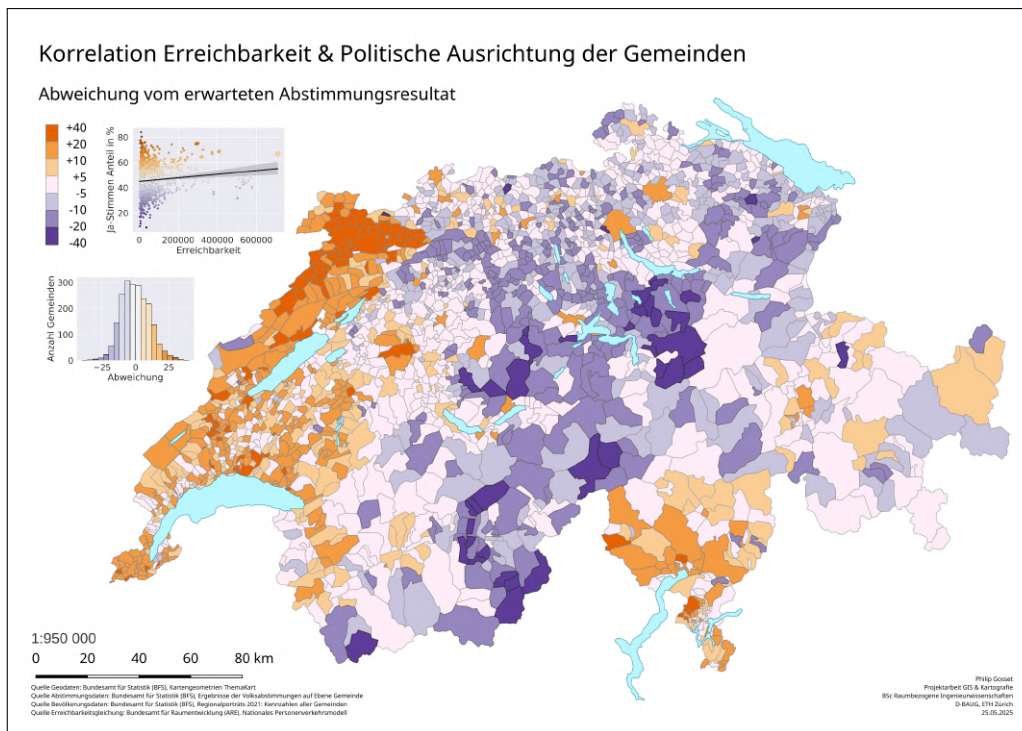 Korrelation Erreichbarkeit & Politische Ausrichtung der Gemeinden
Abweichung vom erwarteten Abstimmungsresultat
+40
+20
+10
+5
-5
-10
-20
-40
Ja-Stimmen Anteil in %
80
60
40
20
0 200000 400000 600000
Erreichbarkeit
Anzahl Gemeinden
300
200
100
0
−25 0 25
Abweichung
1:950 000
0 20 40 60 80 km
Quelle Geodaten: Bundesamt für Statistik (BFS), Kartengeometrien ThemaKart
Quelle Abstimmungsdaten: Bundesamt für Statistik (BFS), Ergebnisse der Volksabstimmungen auf Ebene Gemeinde
Quelle Bevölkerungsdaten: Bundesamt für Statistik (BFS), Regionalporträts 2021: Kennzahlen aller Gemeinden
Quelle Erreichbarkeitsgleichung: Bundesamt für Raumentwicklung (ARE), Nationales Personenverkehrsmodell
Philip Gosset
Projektarbeit GIS & Kartografie
BSc Raumbezogene Ingenieurwissenschaften
D-BAUG, ETH Zürich
25.05.2025